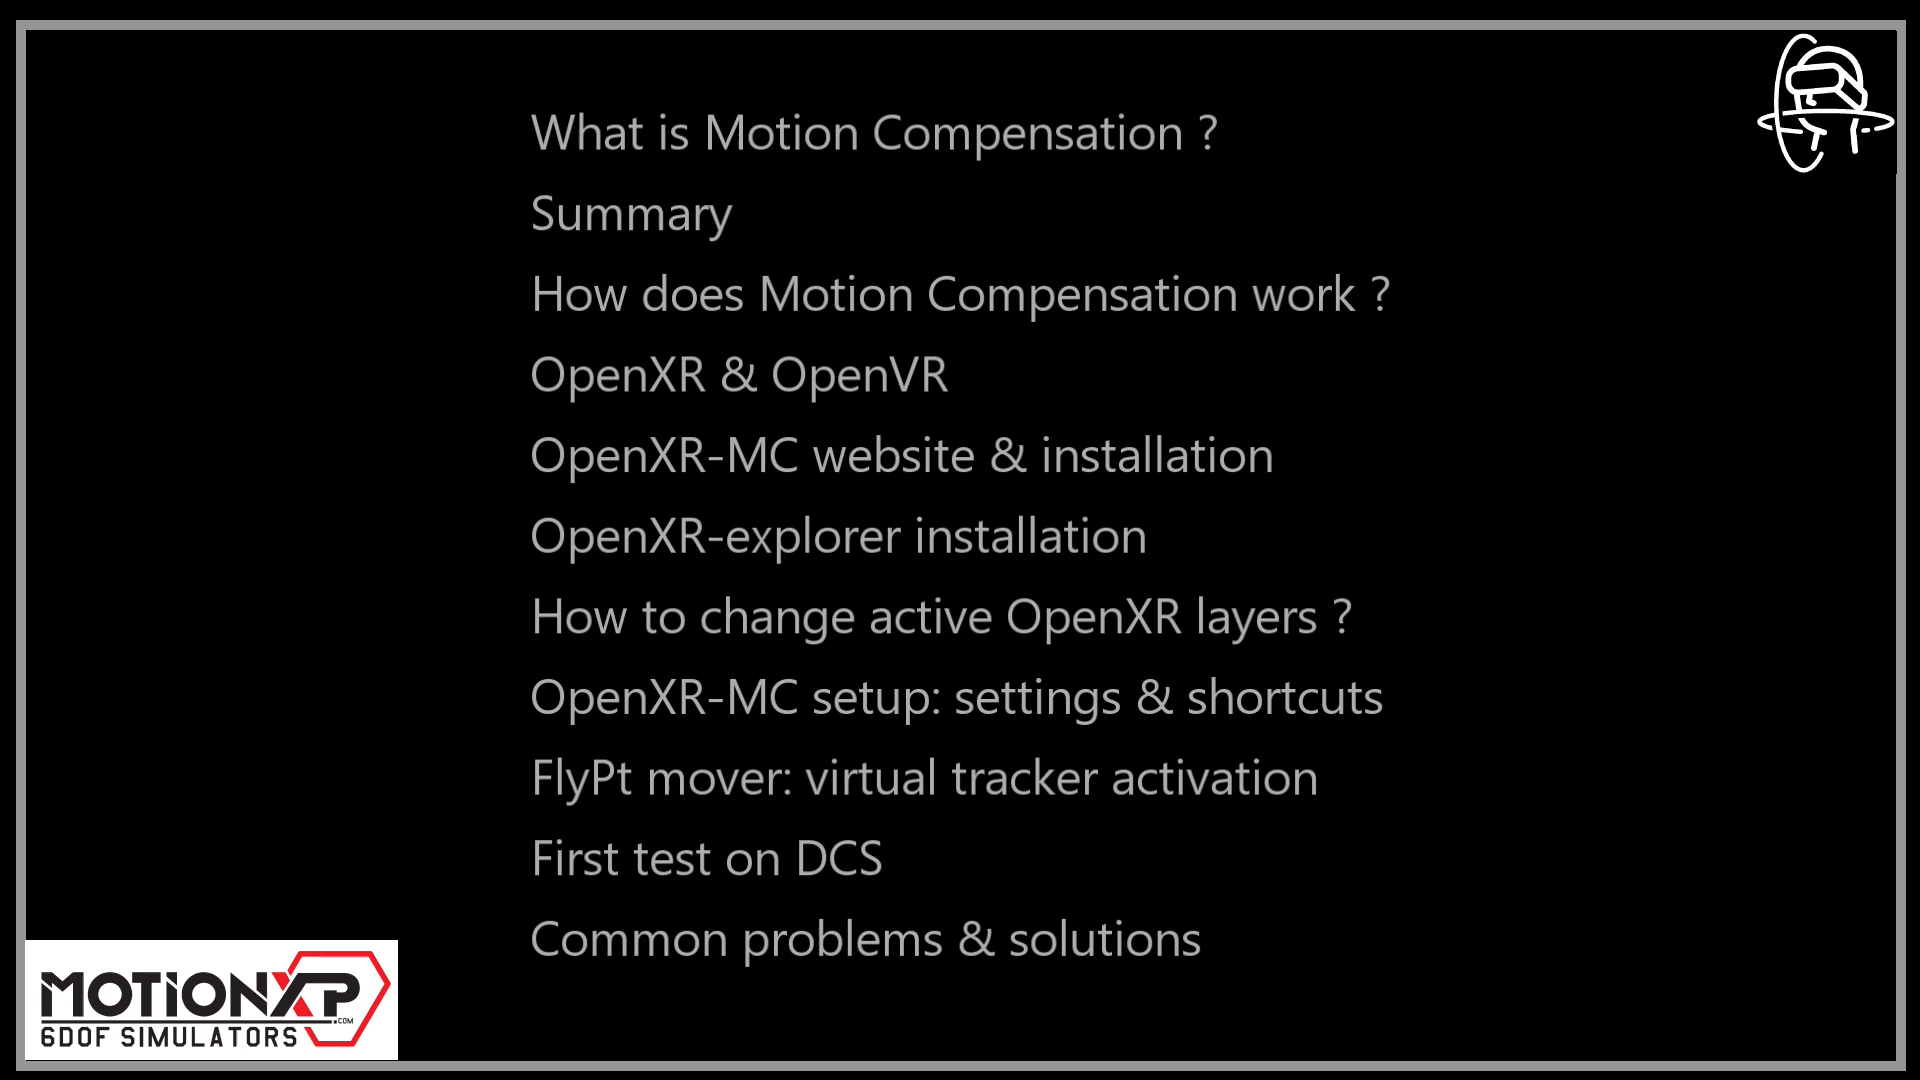 What is Motion Compensation ?
Summary
How does Motion Compensation work ?
OpenXR & OpenVR
OpenXR-MC website & installation
OpenXR-explorer installation
How to change active OpenXR layers ?
OpenXR-MC setup: settings & shortcuts
FlyPt mover: virtual tracker activation
First test on DCS
Common problems & solutions
MOTiONXP
.COM
6DOF SIMULATORS